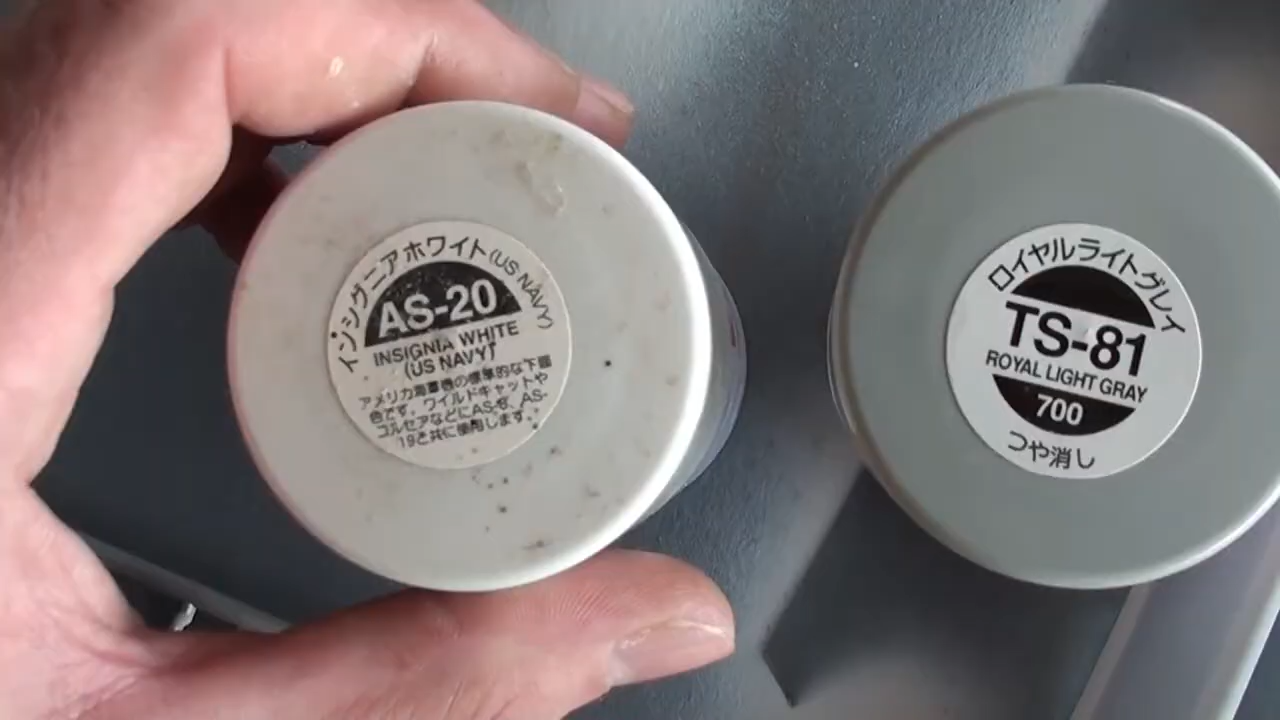 インシグニアホワイト(US NAVY)
AS-20
INSIGNIA WHITE
(US NAVY)
アメリカ海軍機の標準的な下面
色です。ワイルドキャットや
コルセアなどにAS-8、AS-
19と共に使用します。
ロイヤルライトグレイ
TS-81
ROYAL LIGHT GRAY
700
つや消し